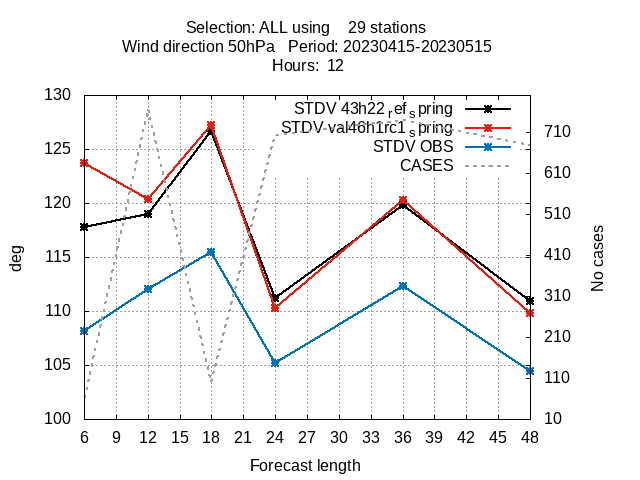 Selection: ALL using    29 stations
Wind direction 50hPa   Period: 20230415-20230515
Hours:  12
130
125
120
115
110
105
100
deg
STDV 43h22refspring
STDV val46h1rc1spring
STDV OBS
CASES
710
610
510
410
310
210
110
10
No cases
6 9 12 15 18 21 24 27 30 33 36 39 42 45 48
Forecast length